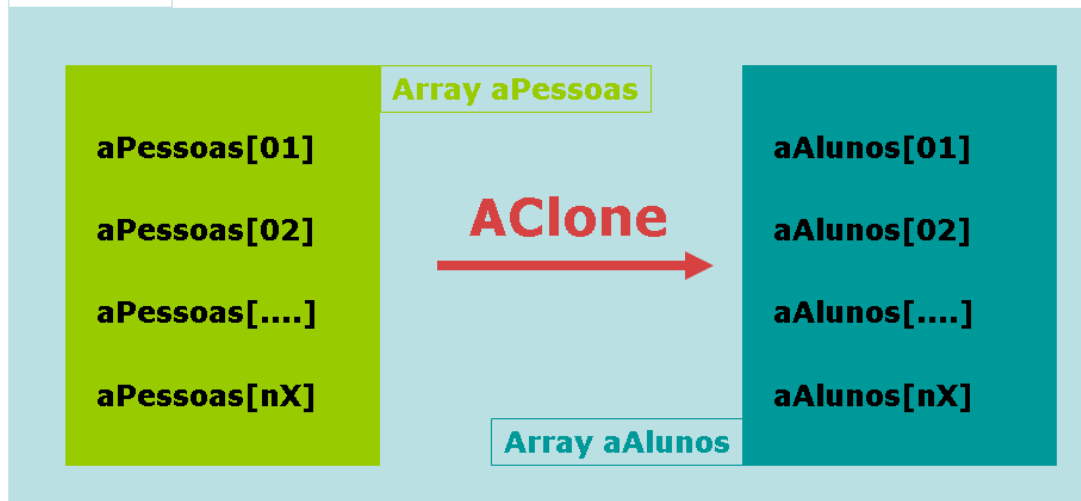 Array aPessoas
aPessoas[01]
aPessoas[02]
aPessoas[....]
aPessoas[nX]
AClone
aAlunos[01]
aAlunos[02]
aAlunos[....]
aAlunos[nX]
Array aAlunos